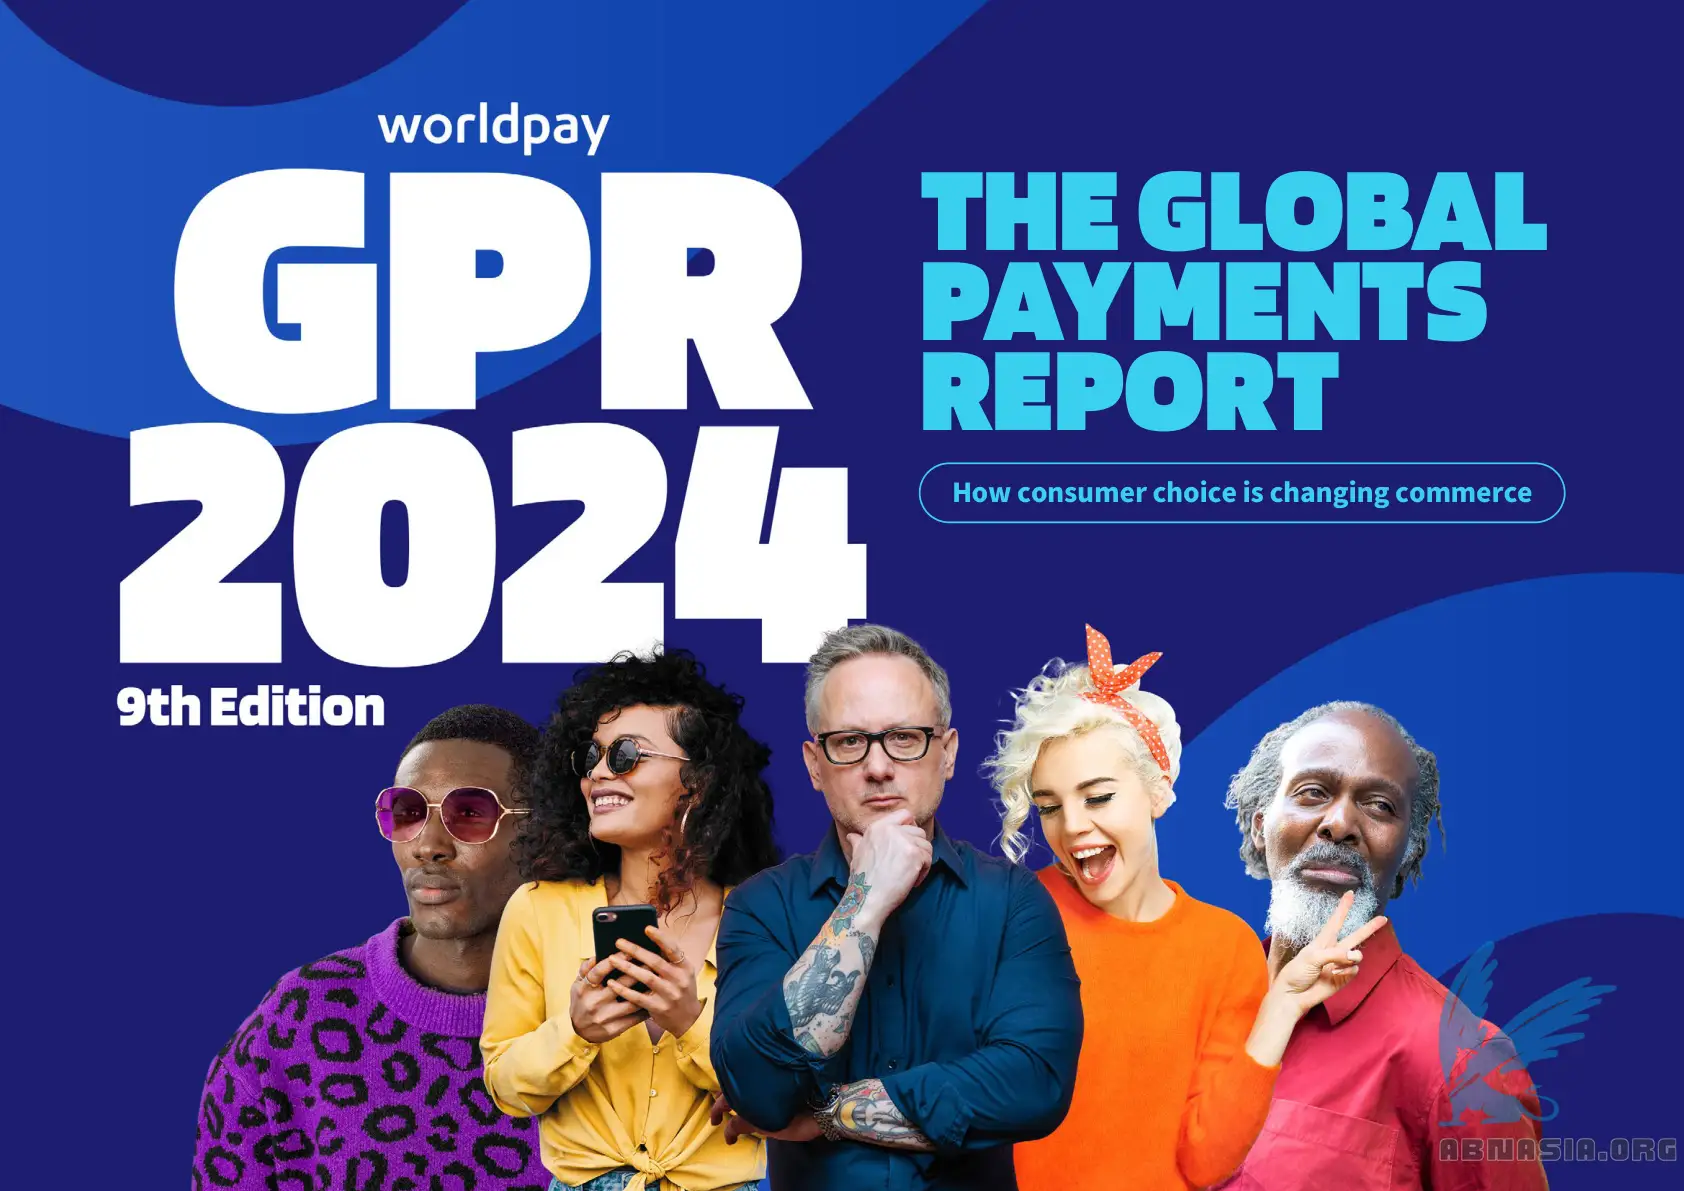 worldpay
GPR
2024
9th Edition
THE GLOBAL
PAYMENTS
REPORT
How consumer choice is changing commerce
ABNASIA.ORG